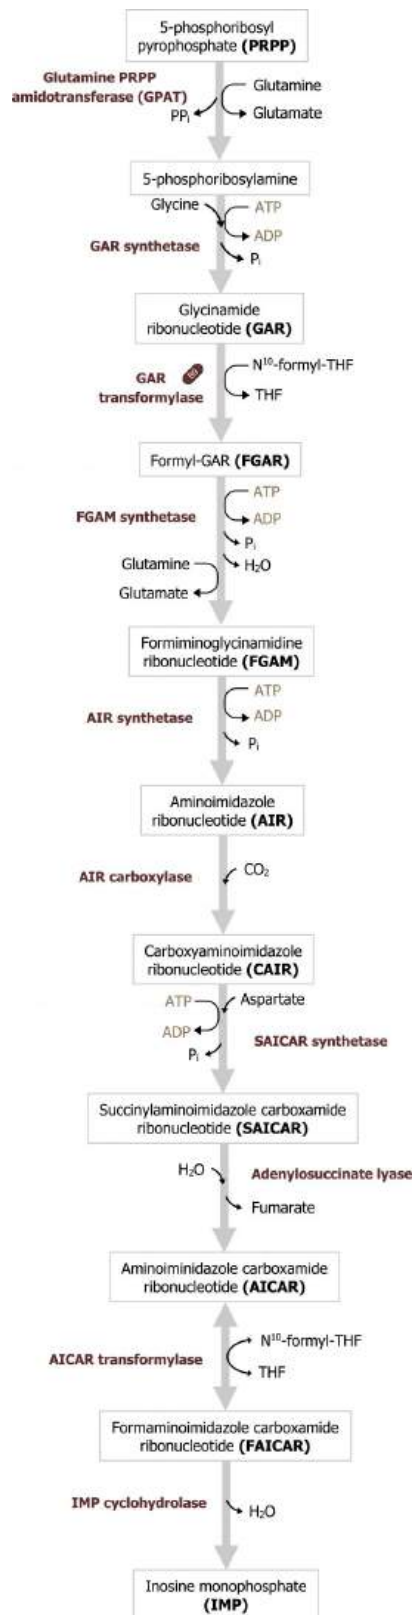 5-phosphoribosyl
pyrophosphate (PRPP)
Glutamine PRPP
amidotransferase (GPAT)
Glutamine
PPi
Glutamate
5-phosphoribosylamine
Glycine
ATP
ADP
GAR synthetase
Pi
Glycinamide
ribonucleotide (GAR)
GAR
transformylase
N¹⁰-formyl-THF
THF
Formyl-GAR (FGAR)
ATP
FGAM synthetase
ADP
Pi
Glutamine
H₂O
Glutamate
Formiminoglycinamidine
ribonucleotide (FGAM)
ATP
AIR synthetase
ADP
Pi
Aminoimidazole
ribonucleotide (AIR)
AIR carboxylase
CO₂
Carboxyaminoimidazole
ribonucleotide (CAIR)
ATP
Aspartate
ADP
SAICAR synthetase
Pi
Succinylaminoimidazole carboxamide
ribonucleotide (SAICAR)
H₂O
Adenylosuccinate lyase
Fumarate
Aminoiminidazole carboxamide
ribonucleotide (AICAR)
N¹⁰-formyl-THF
AICAR transformylase
THF
Formaminoimidazole carboxamide
ribonucleotide (FAICAR)
IMP cyclohydrolase
H₂O
Inosine monophosphate
(IMP)